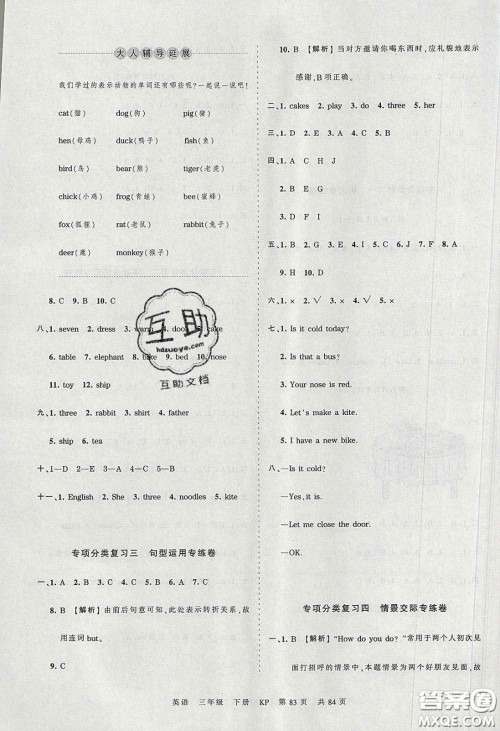 大人辅导延展
我们学过的表示动物的单词还有哪些呢?一起说一说吧!
cat(猫) dog(狗) pig(猪)
hen(母鸡) duck(鸭子) fish(鱼)
bird(鸟) bear(熊) tiger(老虎)
chick(小鸡) frog(青蛙) bee(蜜蜂)
fox(狐狸) rat(老鼠) rabbit(兔子)
deer(鹿) monkey(猴子)
8. C 9. B 10. C
八、1. seven 2. dress 3. warm 4. door 5. cake
6. table 7. elephant 8. bike 9. bed 10. nose
11. toy 12. ship
九、1. three 2. rabbit 3. shirt 4. father
5. ship 6. tea
十、1—D 2—E 3—A 4—C 5—B
十一、1. English 2. She 3. three 4. noodles 5. kite
专项分类复习三 句型运用专练卷
一、1. A 2. B 3. A 4. C 5. B 6. A 7. A
8. B 【解析】由前后句意可知,此处表示转折关系,故
用连词 but。
9. C
10. B 【解析】当对方邀请你喝东西时,应礼貌地表示
感谢,B 项正确。
二、1. cakes 2. play 3. do 4. three 5. her
三、1—D 2—C 3—B 4—E 5—A
四、1. A C H J
2. B E G I
3. D F
五、1. B 2. F 3. G 4. I 5. A 6. J 7. C 8. E
9. H 10. D
六、1. × 2. ✓ 3. × 4. ✓ 5. ×
七、1. Is it cold today?
2. Is that a bus?
3. Your nose is red.
4. Let's make a kite.
5. I have a new bike.
八、—Is it cold?
—Yes, it is.
—Let's make a snowman.
—Let's go indoors.
—Close the door.
—OK.
专项分类复习四 情景交际专练卷
一、1. B 【解析】"How do you do?"常用于两个人初次见
面打招呼的情景中,本题情景为两个好朋友见面,故
英语 三年级 下册 KP 第 83 页 共 84 页
互助
huzuoye.com
互助文档
答案圈
MXQE.COM